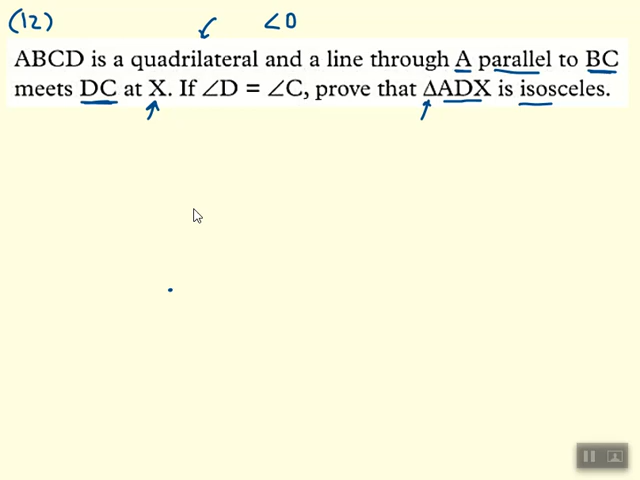 (12) ∠D
ABCD is a quadrilateral and a line through A parallel to BC
meets DC at X. If ∠D = ∠C, prove that ΔADX is isosceles.